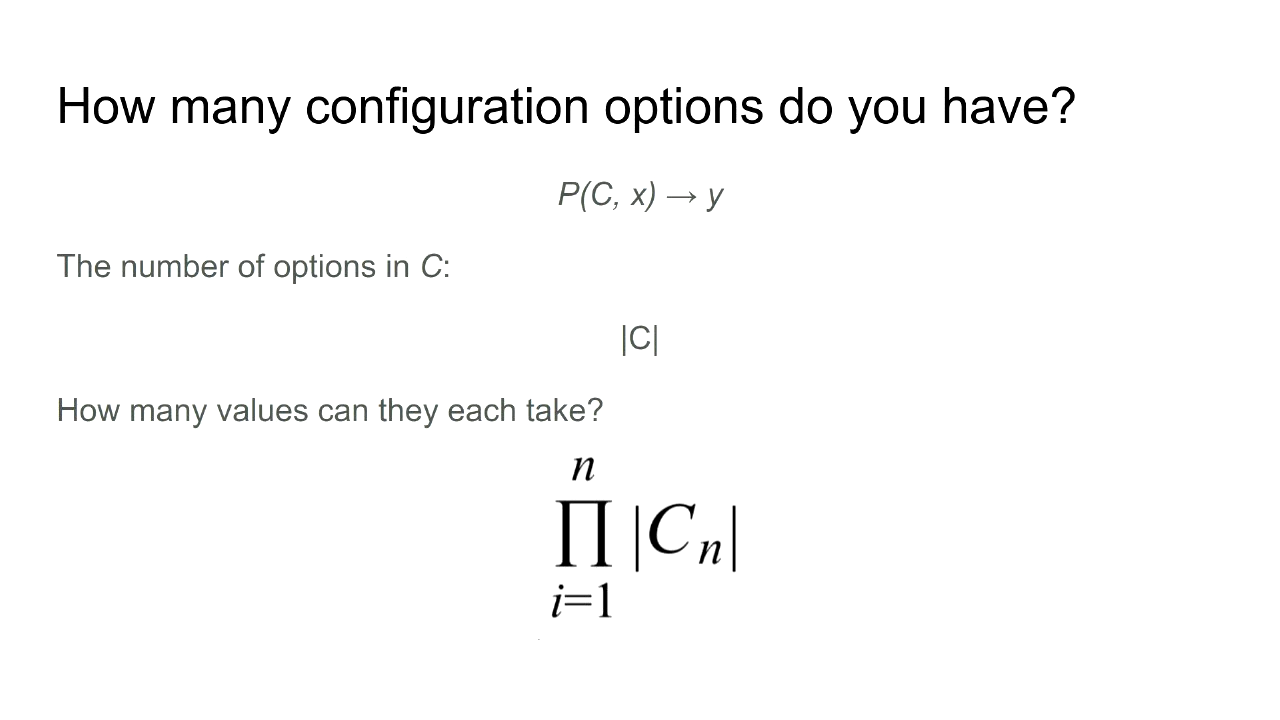 How many configuration options do you have?
P(C, x) → y
The number of options in C:
|C|
How many values can they each take?
n
∏ |Cₙ|
i=1